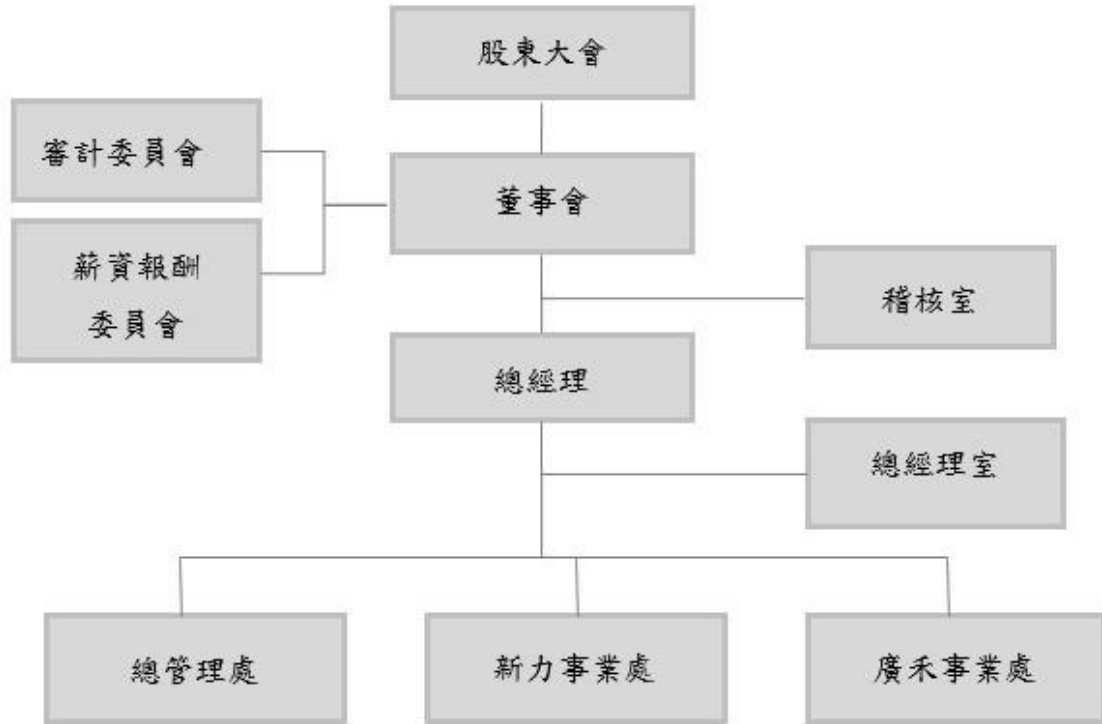 股東大會
審計委員會
董事會
薪資報酬
委員會
稽核室
總經理
總經理室
總管理處
新力事業處
廣禾事業處